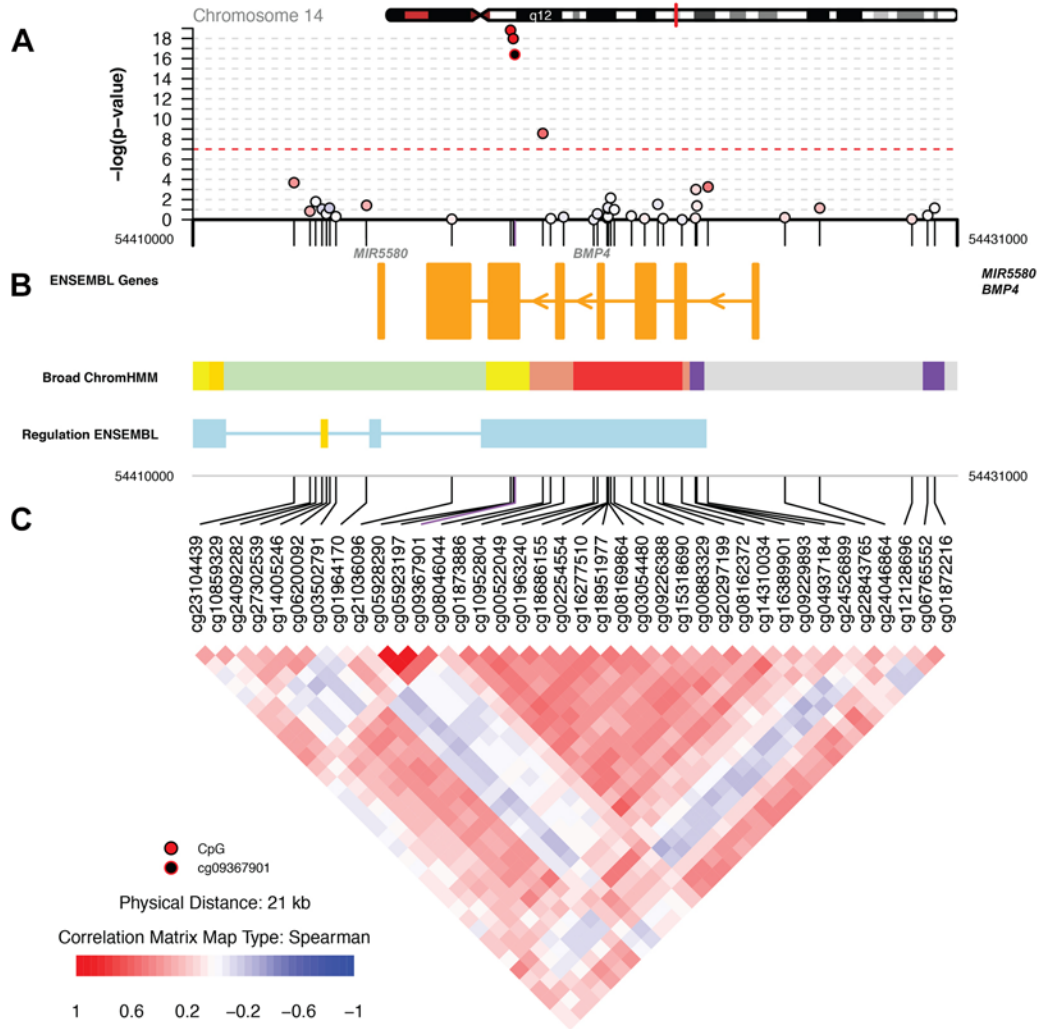 Chromosome 14
q12
A
-log(p-value)
18
16
14
12
10
8
6
4
2
0
54410000
54431000
MIR5580
BMP4
B
ENSEMBL Genes
MIR5580
BMP4
Broad ChromHMM
Regulation ENSEMBL
54410000
54431000
C
cg23104439
cg10859329
cg24092282
cg27302539
cg14005246
cg06200092
cg03502791
cg01964170
cg21036096
cg05928290
cg05923197
cg09367901
cg08046044
cg01873886
cg10952804
cg00522049
cg01963240
cg18686155
cg02254554
cg16277510
cg18951977
cg08169864
cg03054480
cg09226388
cg15318690
cg00883329
cg20297199
cg08162372
cg14310034
cg16389901
cg09229893
cg04937184
cg24526899
cg22843765
cg24046864
cg12128696
cg06765552
cg01872216
CpG
cg09367901
Physical Distance: 21 kb
Correlation Matrix Map Type: Spearman
1 0.6 0.2 −0.2 −0.6 −1